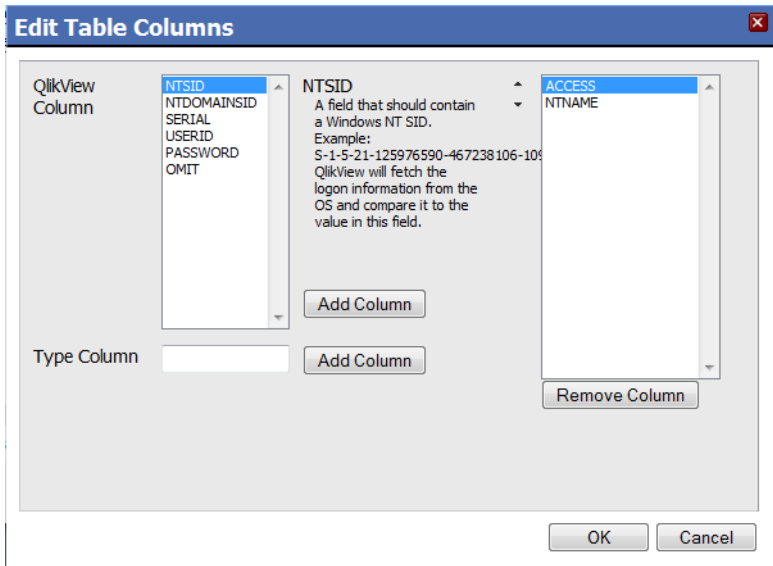 Edit Table Columns
QlikView
Column
NTSID
NTDOMAINSID
SERIAL
USERID
PASSWORD
OMIT
NTSID
A field that should contain
a Windows NT SID.
Example:
S-1-5-21-125976590-467238106-109
QlikView will fetch the
logon information from the
OS and compare it to the
value in this field.
ACCESS
NTNAME
Add Column
Type Column
Add Column
Remove Column
OK
Cancel